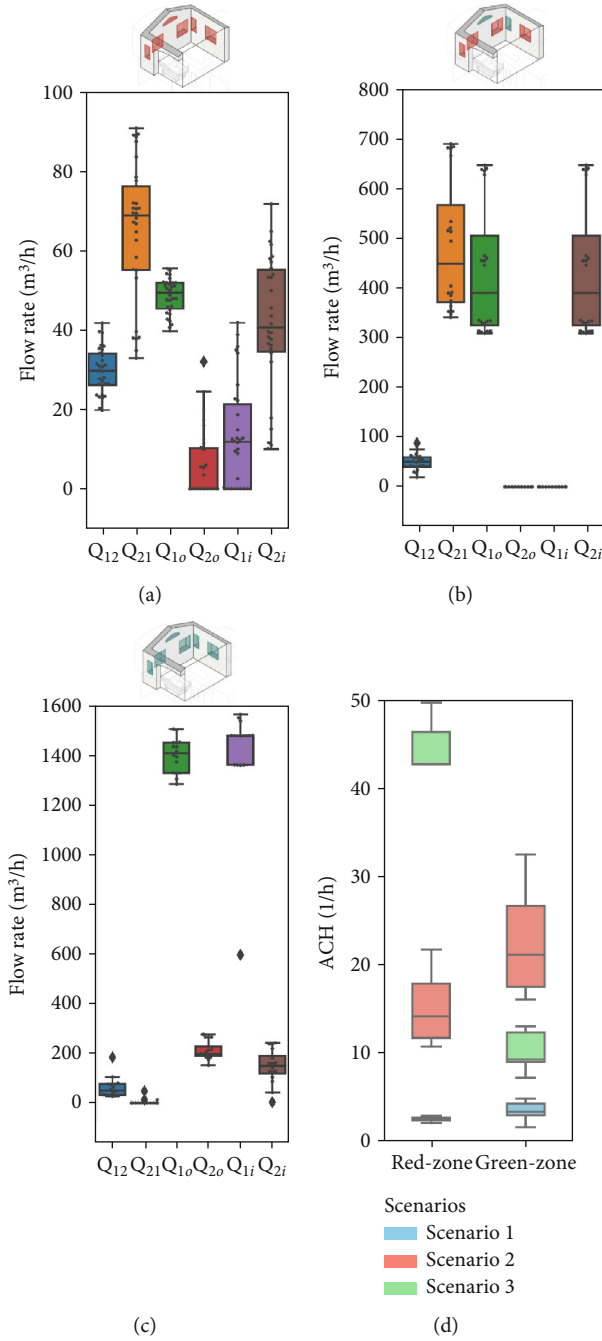 100
80
60
40
20
0
Flow rate (m³/h)
Q₁₂ Q₂₁ Q₁ₒ Q₂ₒ Q₁ᵢ Q₂ᵢ
(a)
800
700
600
500
400
300
200
100
0
Flow rate (m³/h)
Q₁₂ Q₂₁ Q₁ₒ Q₂ₒ Q₁ᵢ Q₂ᵢ
(b)
1600
1400
1200
1000
800
600
400
200
0
Flow rate (m³/h)
Q₁₂ Q₂₁ Q₁ₒ Q₂ₒ Q₁ᵢ Q₂ᵢ
(c)
50
40
30
20
10
0
ACH (1/h)
Red-zone Green-zone
Scenarios
Scenario 1
Scenario 2
Scenario 3
(d)